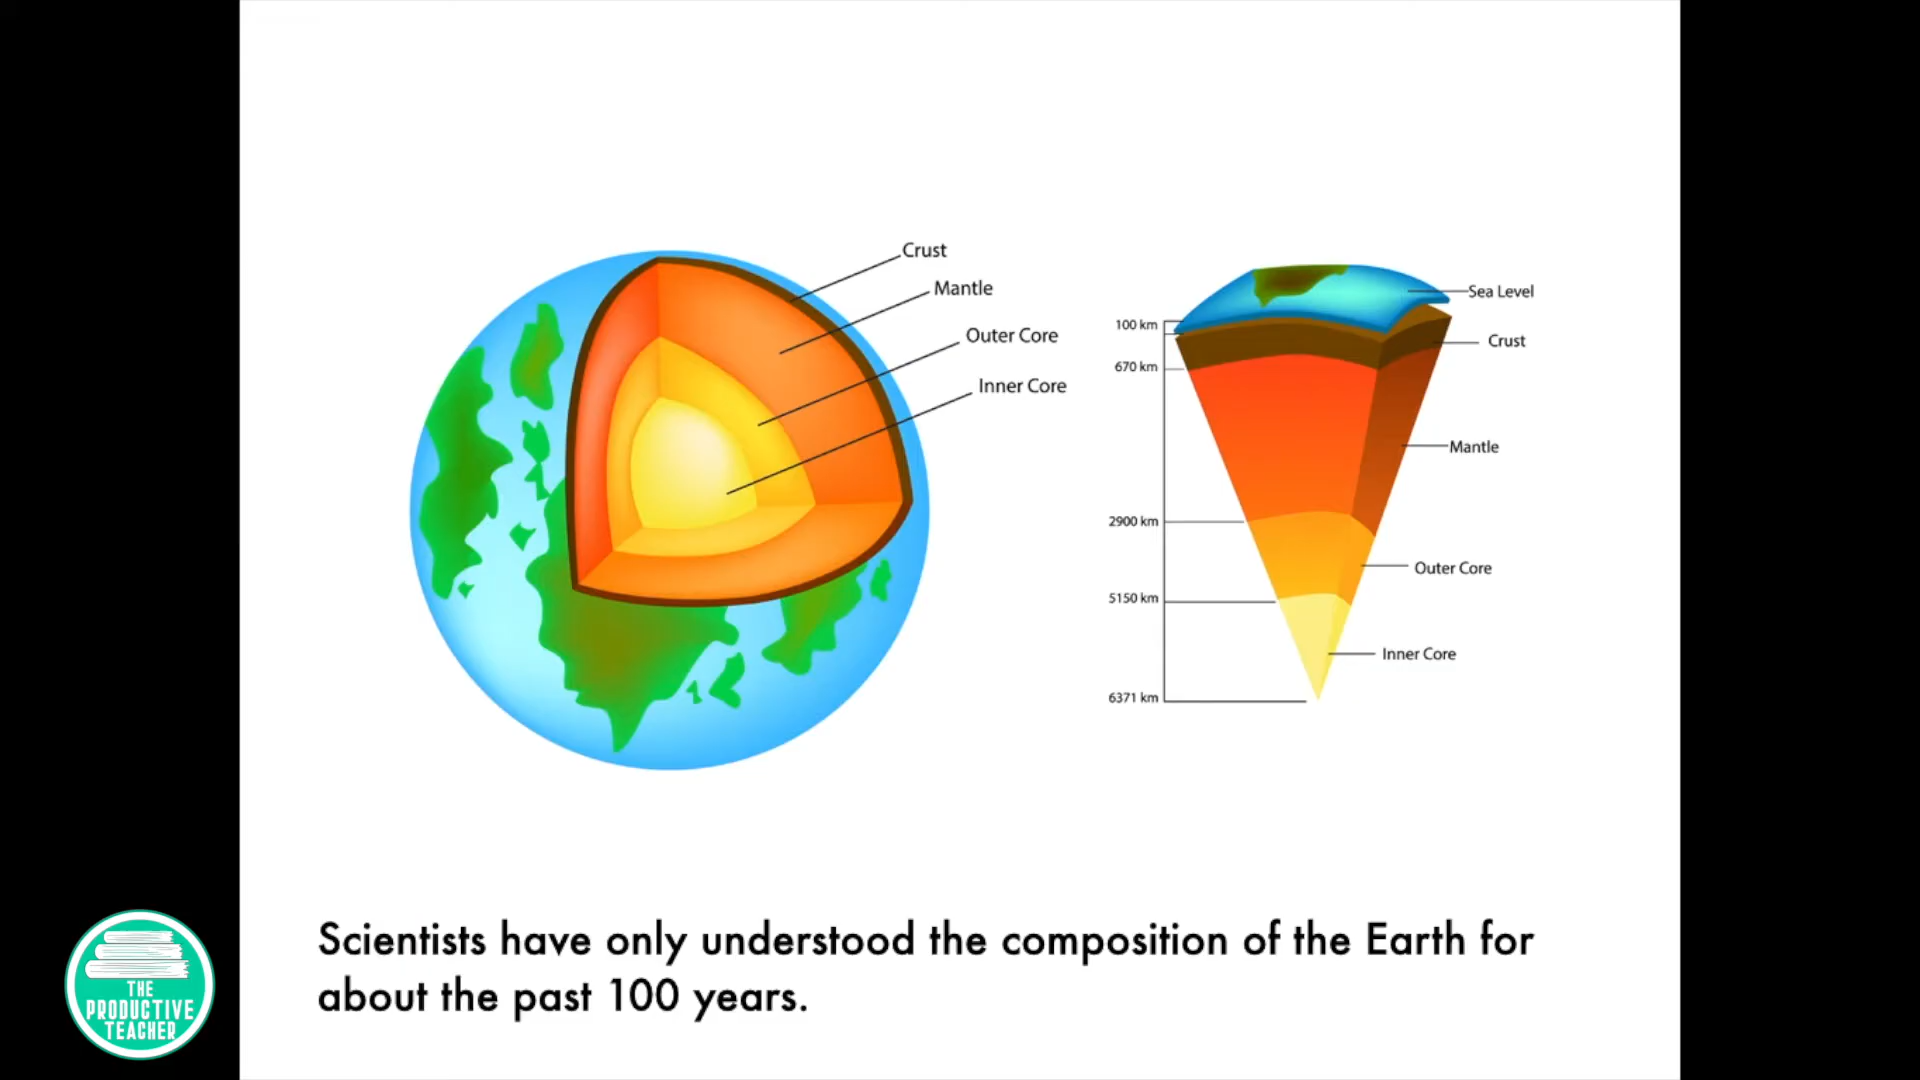 Crust
Mantle
Outer Core
Inner Core
Sea Level
100 km
Crust
670 km
Mantle
2900 km
Outer Core
5150 km
Inner Core
6371 km
Scientists have only understood the composition of the Earth for
about the past 100 years.
THE
PRODUCTIVE
TEACHER